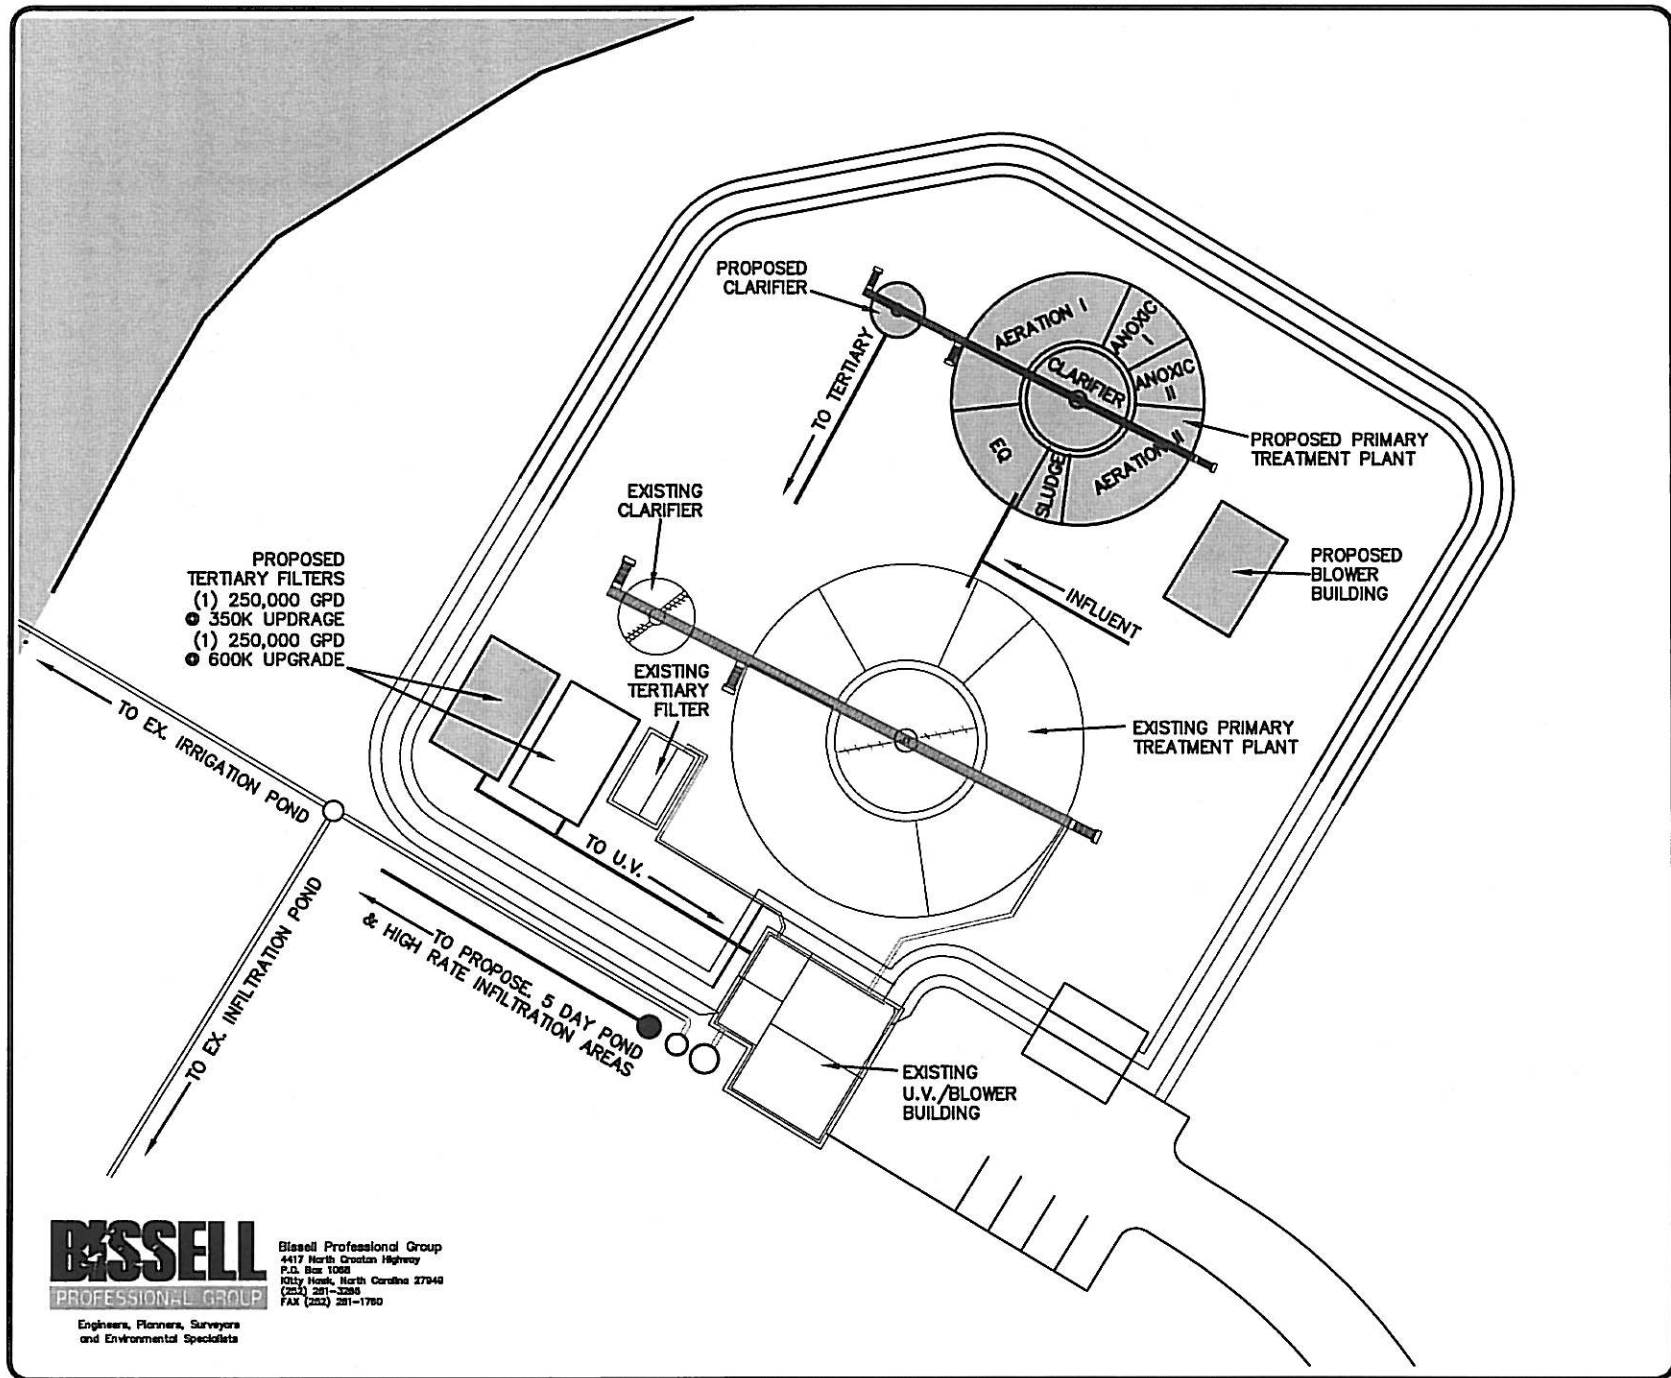 PROPOSED
CLARIFIER
AERATION I
ANOXIC
I
ANOXIC
II
CLARIFIER
AERATION II
SLUDGE
EQ
PROPOSED PRIMARY
TREATMENT PLANT
TO TERTIARY
EXISTING
CLARIFIER
PROPOSED
BLOWER
BUILDING
INFLUENT
PROPOSED
TERTIARY FILTERS
(1) 250,000 GPD
@ 350K UPDRAGE
(1) 250,000 GPD
@ 600K UPGRADE
EXISTING
TERTIARY
FILTER
EXISTING PRIMARY
TREATMENT PLANT
TO EX. IRRIGATION POND
TO U.V.
TO EX. INFILTRATION POND
TO PROPOSE. 5 DAY POND
& HIGH RATE INFILTRATION AREAS
EXISTING
U.V./BLOWER
BUILDING
BISSELL
PROFESSIONAL GROUP
Engineers, Planners, Surveyors
and Environmental Specialists
Bissell Professional Group
4417 North Croatan Highway
P.O. Box 1068
Kitty Hawk, North Carolina 27949
(252) 261-
FAX (252) 261-1760